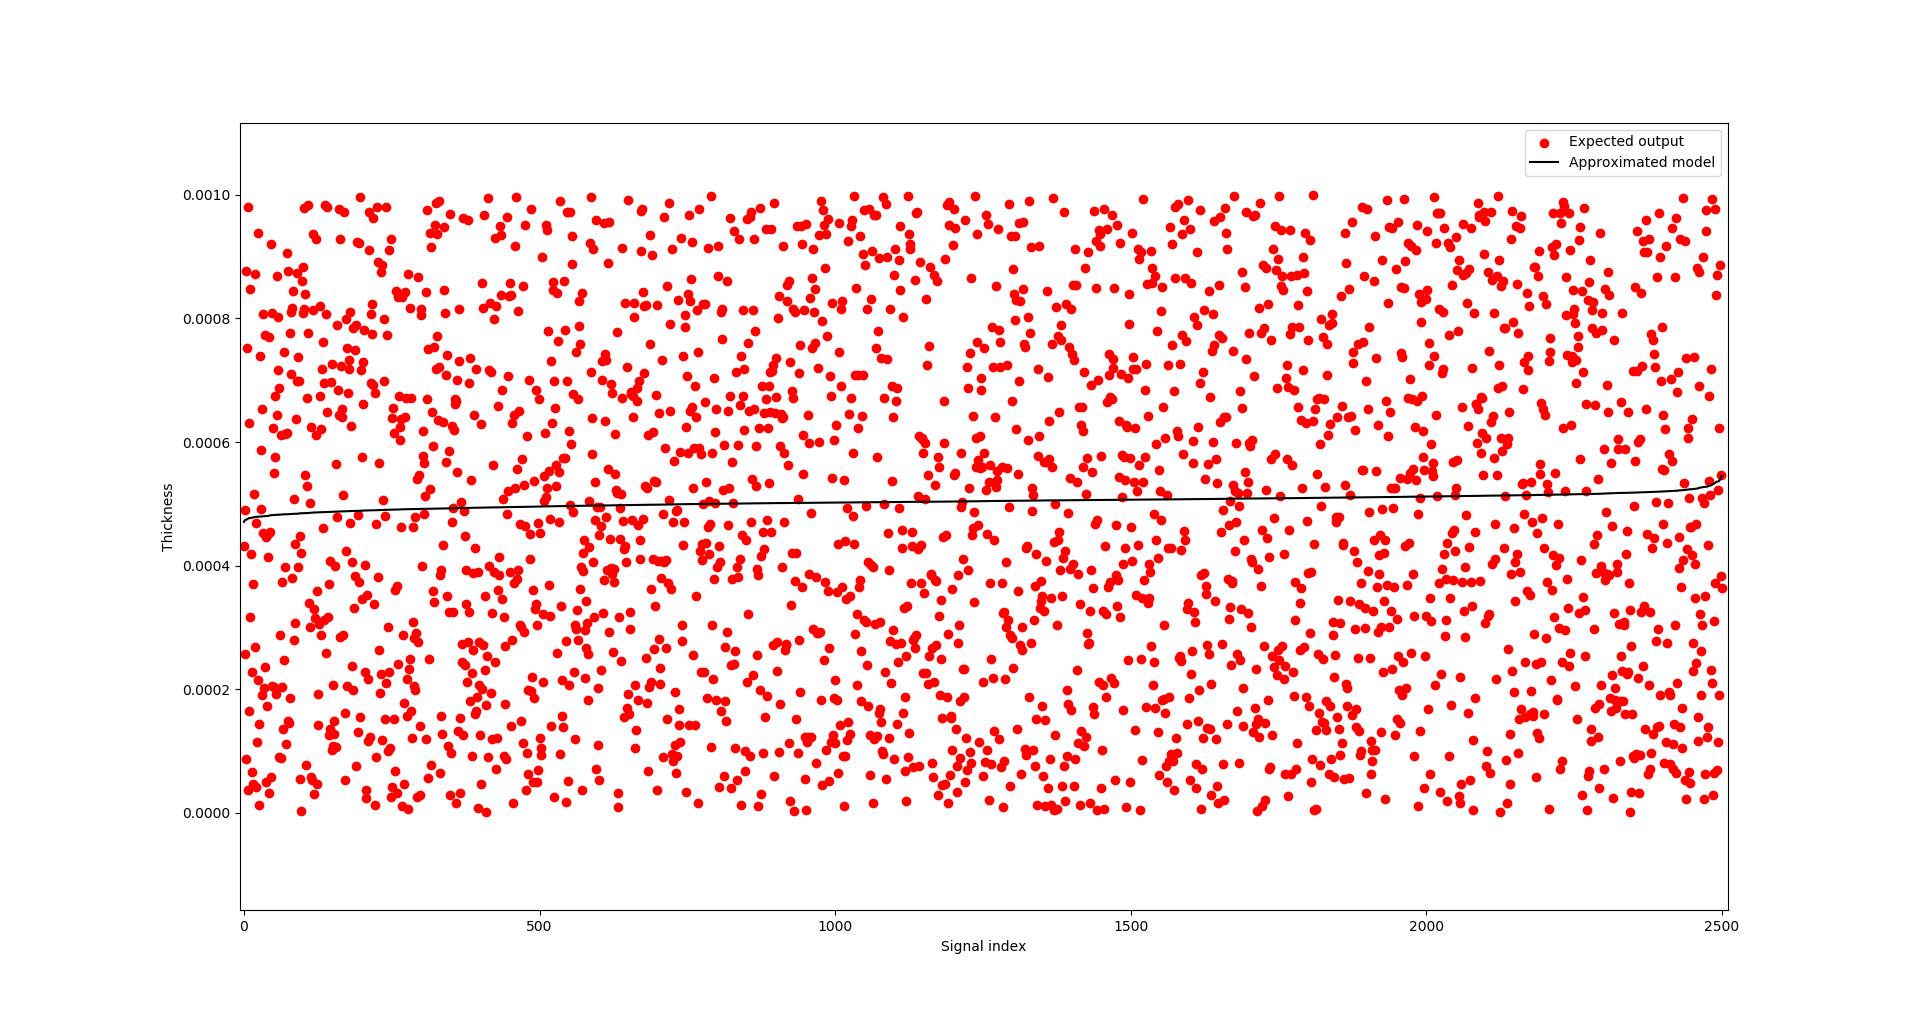 Expected output
Approximated model
0.0010
0.0008
0.0006
0.0004
0.0002
0.0000
Thickness
0 500 1000 1500 2000 2500
Signal index